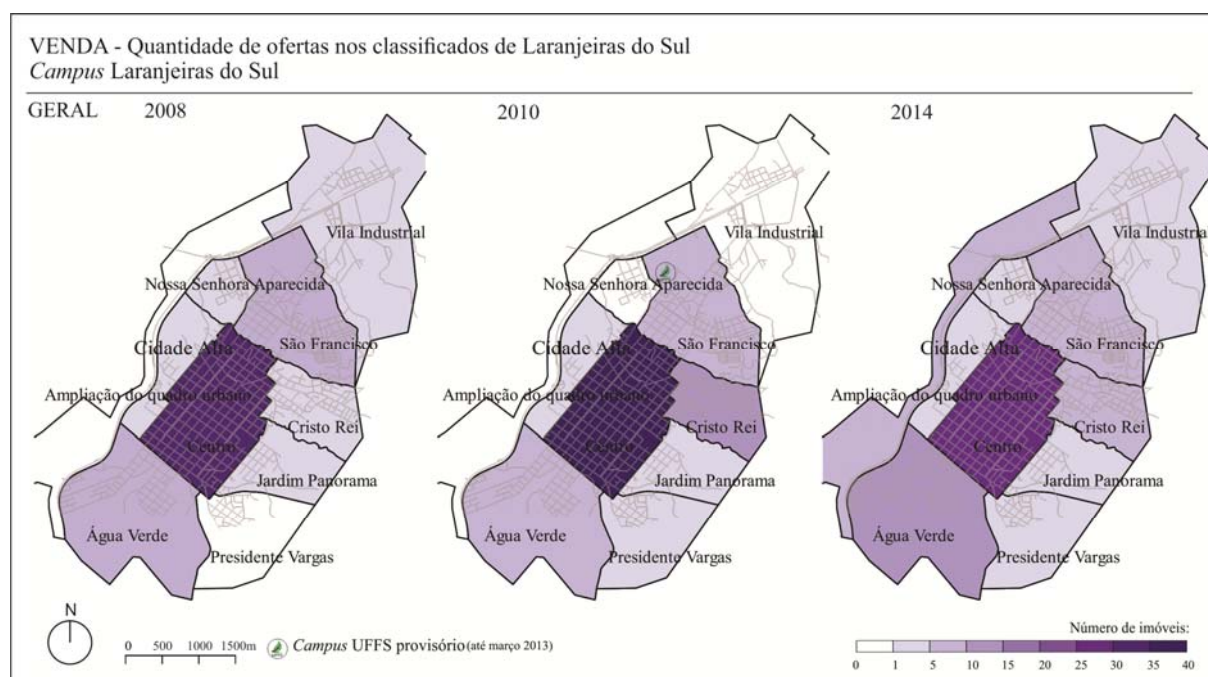 VENDA - Quantidade de ofertas nos classificados de Laranjeiras do Sul
Campus Laranjeiras do Sul
GERAL
2008
Vila Industrial
Nossa Senhora Aparecida
São Francisco
Cidade Alta
Ampliação do quadro urbano
Cristo Rei
Centro
Jardim Panorama
Água Verde
Presidente Vargas
2010
Vila Industrial
Nossa Senhora Aparecida
São Francisco
Cidade Alta
Ampliação do quadro urbano
Cristo Rei
Centro
Jardim Panorama
Água Verde
Presidente Vargas
2014
Vila Industrial
Nossa Senhora Aparecida
São Francisco
Cidade Alta
Ampliação do quadro urbano
Cristo Rei
Centro
Jardim Panorama
Água Verde
Presidente Vargas
N
0 500 1000 1500m
Campus UFFS provisório (até março 2013)
Número de imóveis:
0 1 5 10 15 20 25 30 35 40